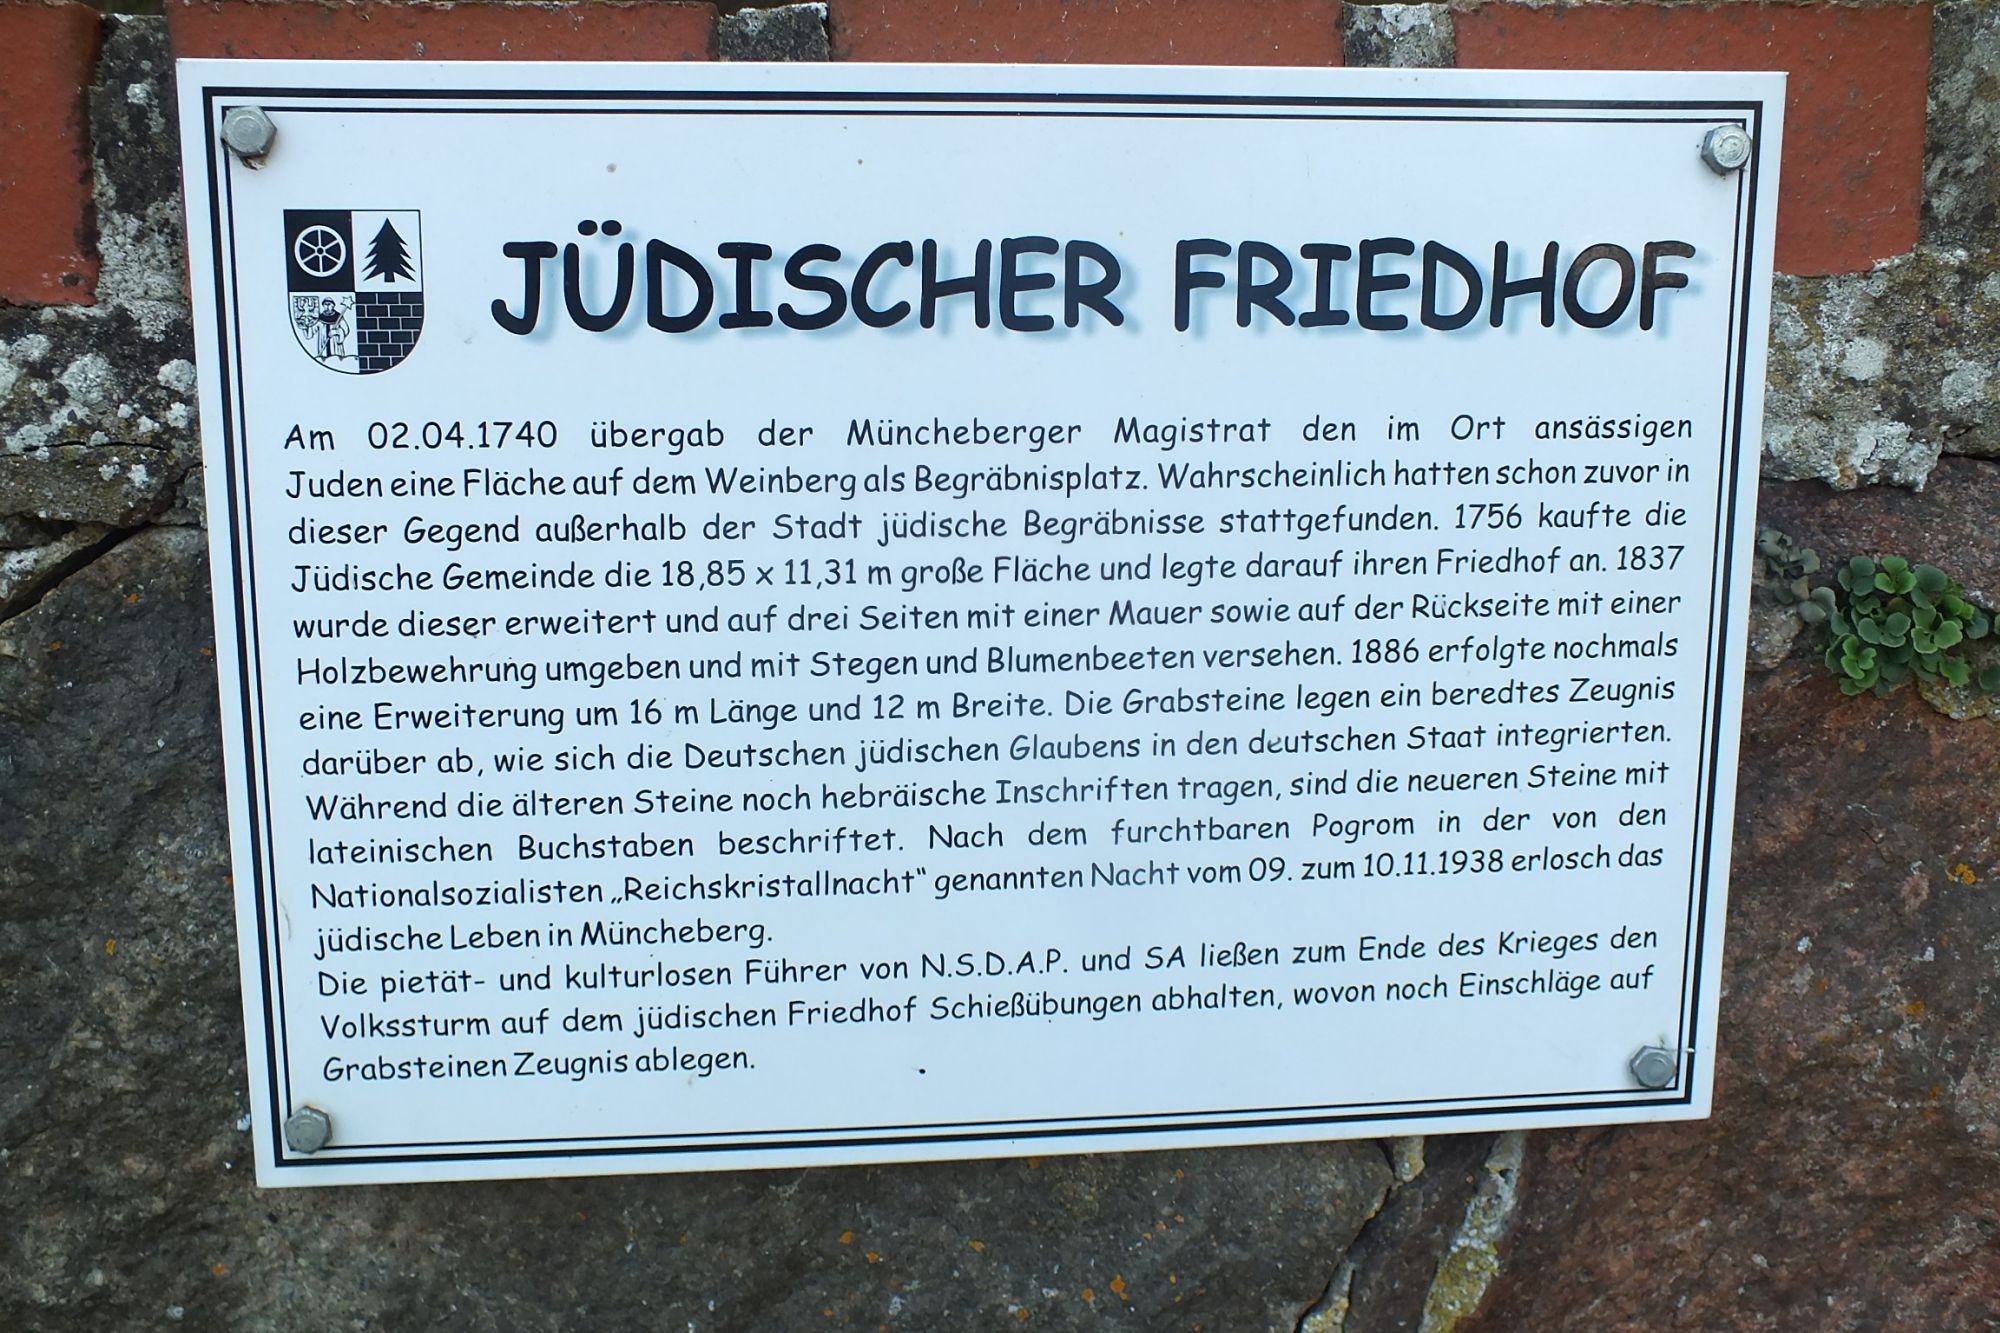 JÜDISCHER FRIEDHOF
Am 02.04.1740 übergab der Müncheberger Magistrat den im Ort ansässigen
Juden eine Fläche auf dem Weinberg als Begräbnisplatz. Wahrscheinlich hatten schon zuvor in
dieser Gegend außerhalb der Stadt jüdische Begräbnisse stattgefunden. 1756 kaufte die
Jüdische Gemeinde die 18,85 x 11,31 m große Fläche und legte darauf ihren Friedhof an. 1837
wurde dieser erweitert und auf drei Seiten mit einer Mauer sowie auf der Rückseite mit einer
Holzbewehrung umgeben und mit Stegen und Blumenbeeten versehen. 1886 erfolgte nochmals
eine Erweiterung um 16 m Länge und 12 m Breite. Die Grabsteine legen ein beredtes Zeugnis
darüber ab, wie sich die Deutschen jüdischen Glaubens in den deutschen Staat integrierten.
Während die älteren Steine noch hebräische Inschriften tragen, sind die neueren Steine mit
lateinischen Buchstaben beschriftet. Nach dem furchtbaren Pogrom in der von den
Nationalsozialisten „Reichskristallnacht“ genannten Nacht vom 09. zum 10.11.1938 erlosch das
jüdische Leben in Müncheberg.
Die pietät- und kulturlosen Führer von N.S.D.A.P. und SA ließen zum Ende des Krieges den
Volkssturm auf dem jüdischen Friedhof Schießübungen abhalten, wovon noch Einschläge auf
Grabsteinen Zeugnis ablegen.